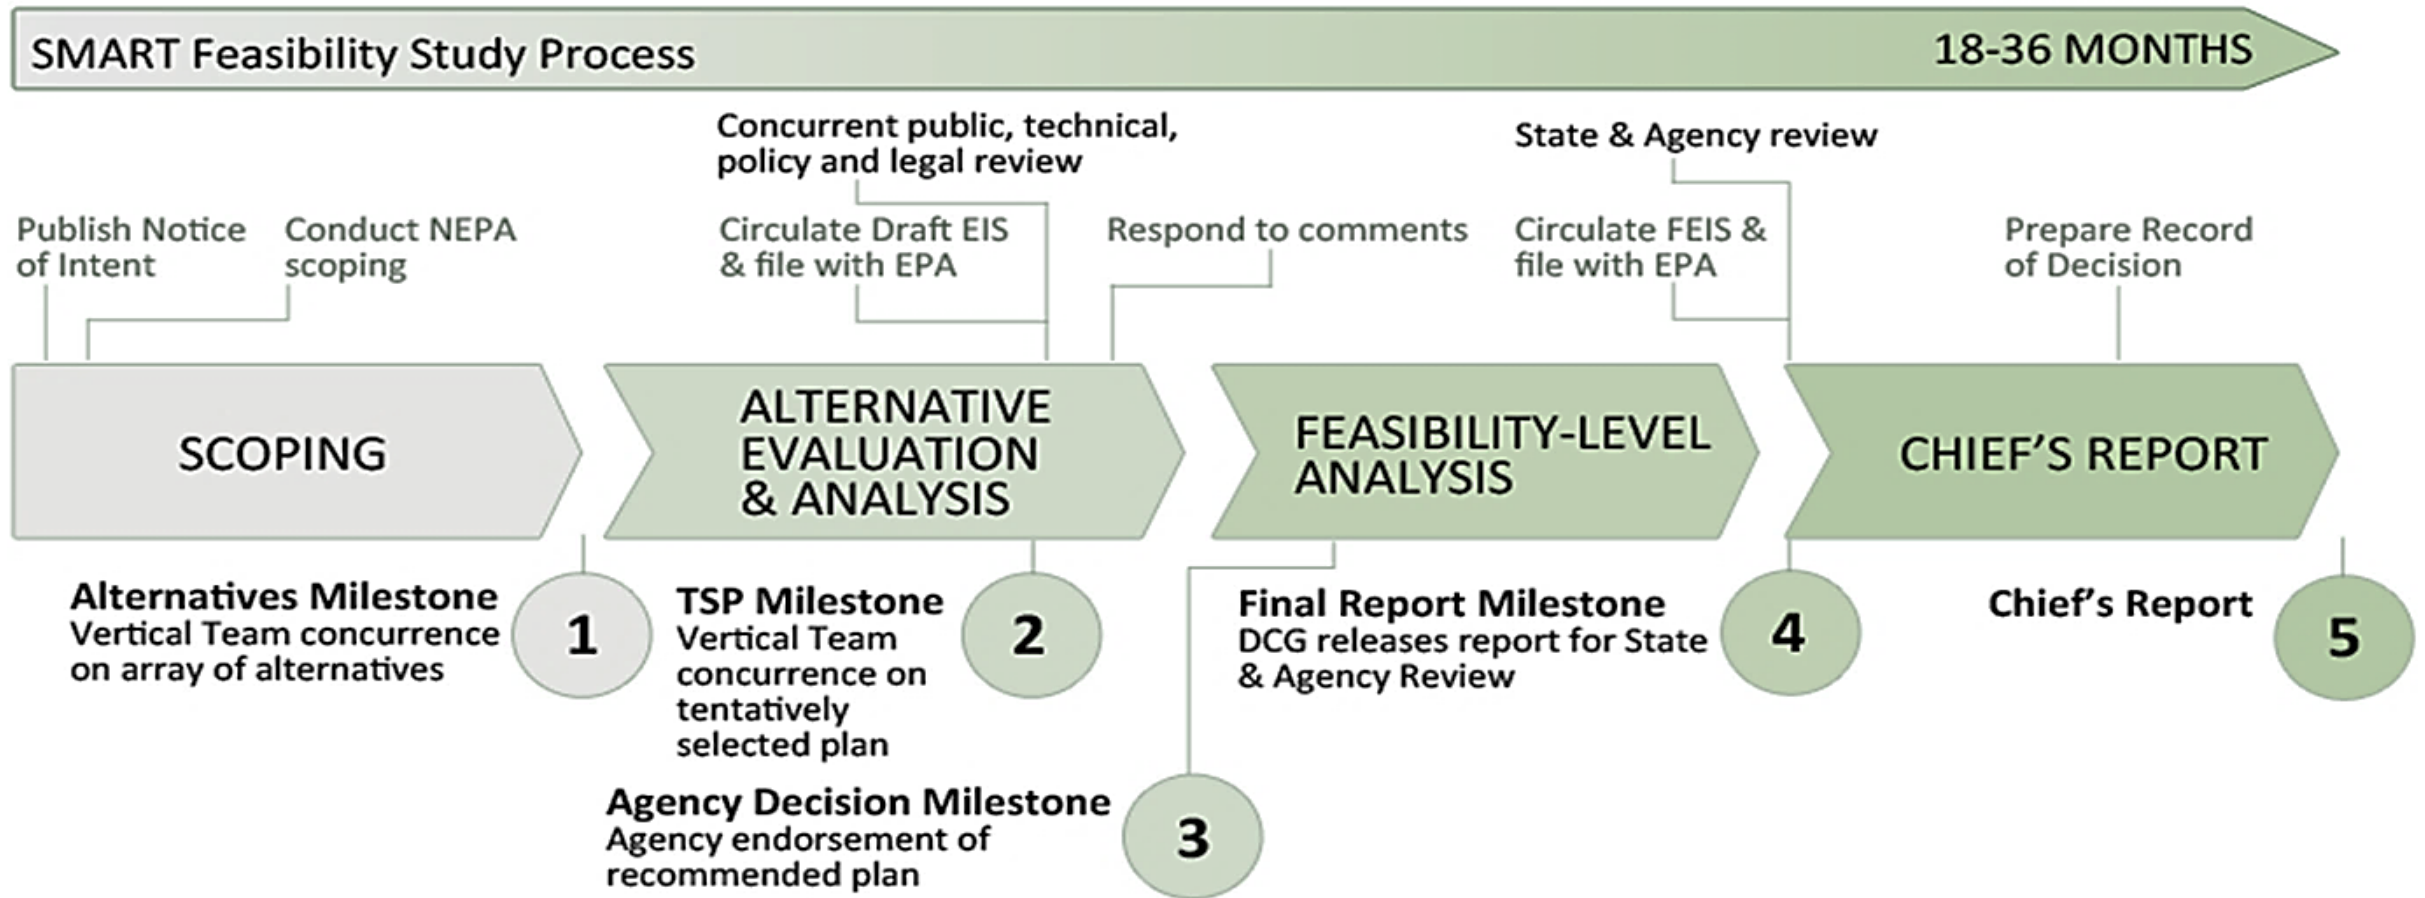 SMART Feasibility Study Process
18-36 MONTHS
Concurrent public, technical,
policy and legal review
State & Agency review
Publish Notice
of Intent
Conduct NEPA
scoping
Circulate Draft EIS
& file with EPA
Respond to comments
Circulate FEIS &
file with EPA
Prepare Record
of Decision
SCOPING
ALTERNATIVE
EVALUATION
& ANALYSIS
FEASIBILITY-LEVEL
ANALYSIS
CHIEF'S REPORT
Alternatives Milestone
Vertical Team concurrence
on array of alternatives
1
TSP Milestone
Vertical Team
concurrence on
tentatively
selected plan
2
Agency Decision Milestone
Agency endorsement of
recommended plan
3
Final Report Milestone
DCG releases report for State
& Agency Review
4
Chief's Report
5